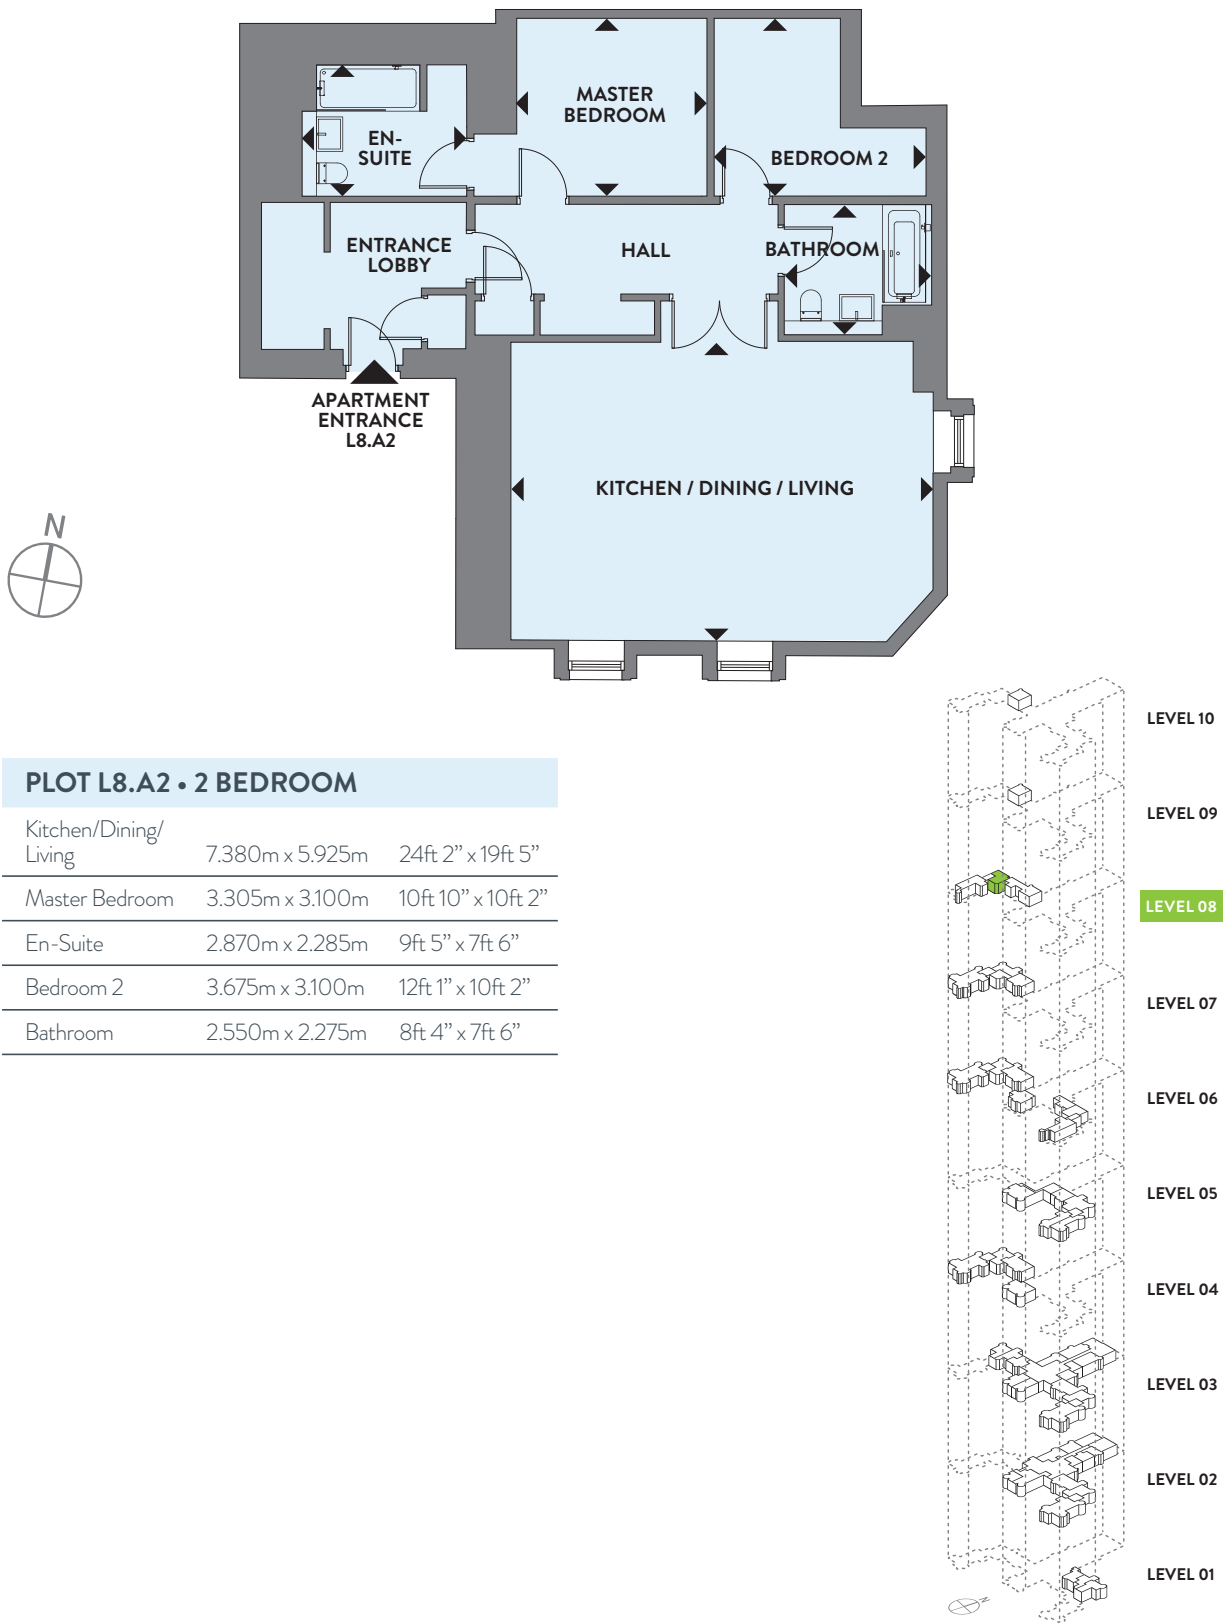 MASTER
BEDROOM
EN-
SUITE
BEDROOM 2
ENTRANCE
LOBBY
HALL
BATHROOM
APARTMENT
ENTRANCE
L8.A2
KITCHEN / DINING / LIVING
N
PLOT L8.A2 • 2 BEDROOM
Kitchen/Dining/
Living 7.380m x 5.925m 24ft 2” x 19ft 5”
Master Bedroom 3.305m x 3.100m 10ft 10” x 10ft 2”
En-Suite 2.870m x 2.285m 9ft 5” x 7ft 6”
Bedroom 2 3.675m x 3.100m 12ft 1” x 10ft 2”
Bathroom 2.550m x 2.275m 8ft 4” x 7ft 6”
LEVEL 10
LEVEL 09
LEVEL 08
LEVEL 07
LEVEL 06
LEVEL 05
LEVEL 04
LEVEL 03
LEVEL 02
LEVEL 01
N